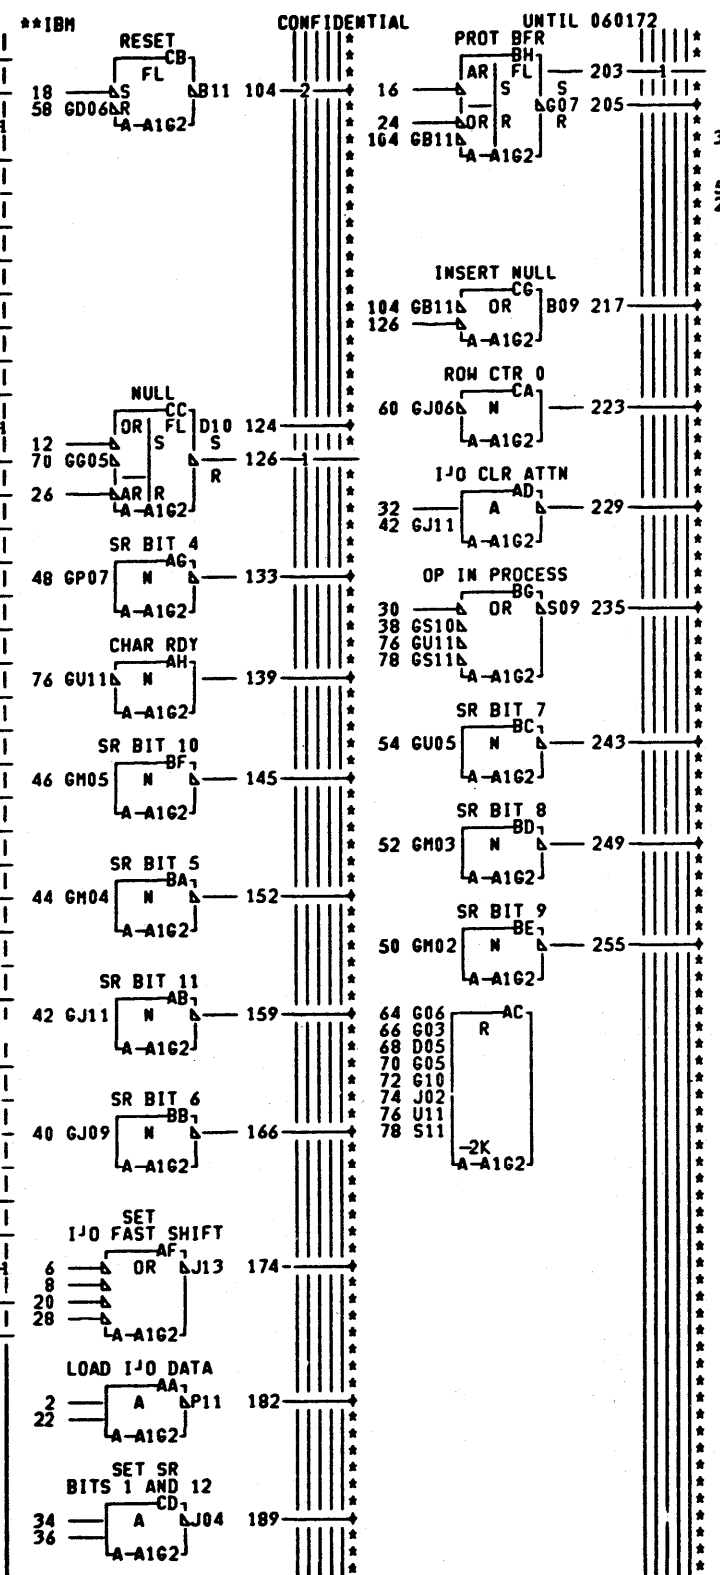 **IBM CONFIDENTIAL UNTIL 060172
RESET
CB
FL
18 S B11 104 2
58 GD06 R
A-A1G2
NULL
CC
OR FL D10 124
12 S S
70 GG05 126 1
R
26 AR R
A-A1G2
SR BIT 4
AG
48 GP07 N 133
A-A1G2
CHAR RDY
AH
76 GU11 N 139
A-A1G2
SR BIT 10
BF
46 GM05 N 145
A-A1G2
SR BIT 5
BA
44 GM04 N 152
A-A1G2
SR BIT 11
AB
42 GJ11 N 159
A-A1G2
SR BIT 6
BB
40 GJ09 N 166
A-A1G2
SET
I/O FAST SHIFT
AF
6 OR J13 174
8
20
28
A-A1G2
LOAD I/O DATA
AA
2 A P11 182
22
A-A1G2
SET SR
BITS 1 AND 12
CD
34 A J04 189
36
A-A1G2
PROT BFR
BH
AR FL 203 1
16 S S
G07 205
24 OR R R
104 GB11
A-A1G2
INSERT NULL
CG
104 GB11 OR B09 217
126
A-A1G2
ROW CTR 0
CA
60 GJ06 N 223
A-A1G2
I/O CLR ATTN
AD
32 A 229
42 GJ11
A-A1G2
OP IN PROCESS
BG
30 OR S09 235
38 GS10
76 GU11
78 GS11
A-A1G2
SR BIT 7
BC
54 GU05 N 243
A-A1G2
SR BIT 8
BD
52 GM03 N 249
A-A1G2
SR BIT 9
BE
50 GM02 N 255
A-A1G2
64 G06 AC
66 G03 R
68 D05
70 G05
72 G10
74 J02
76 U11
78 S11
-2K
A-A1G2